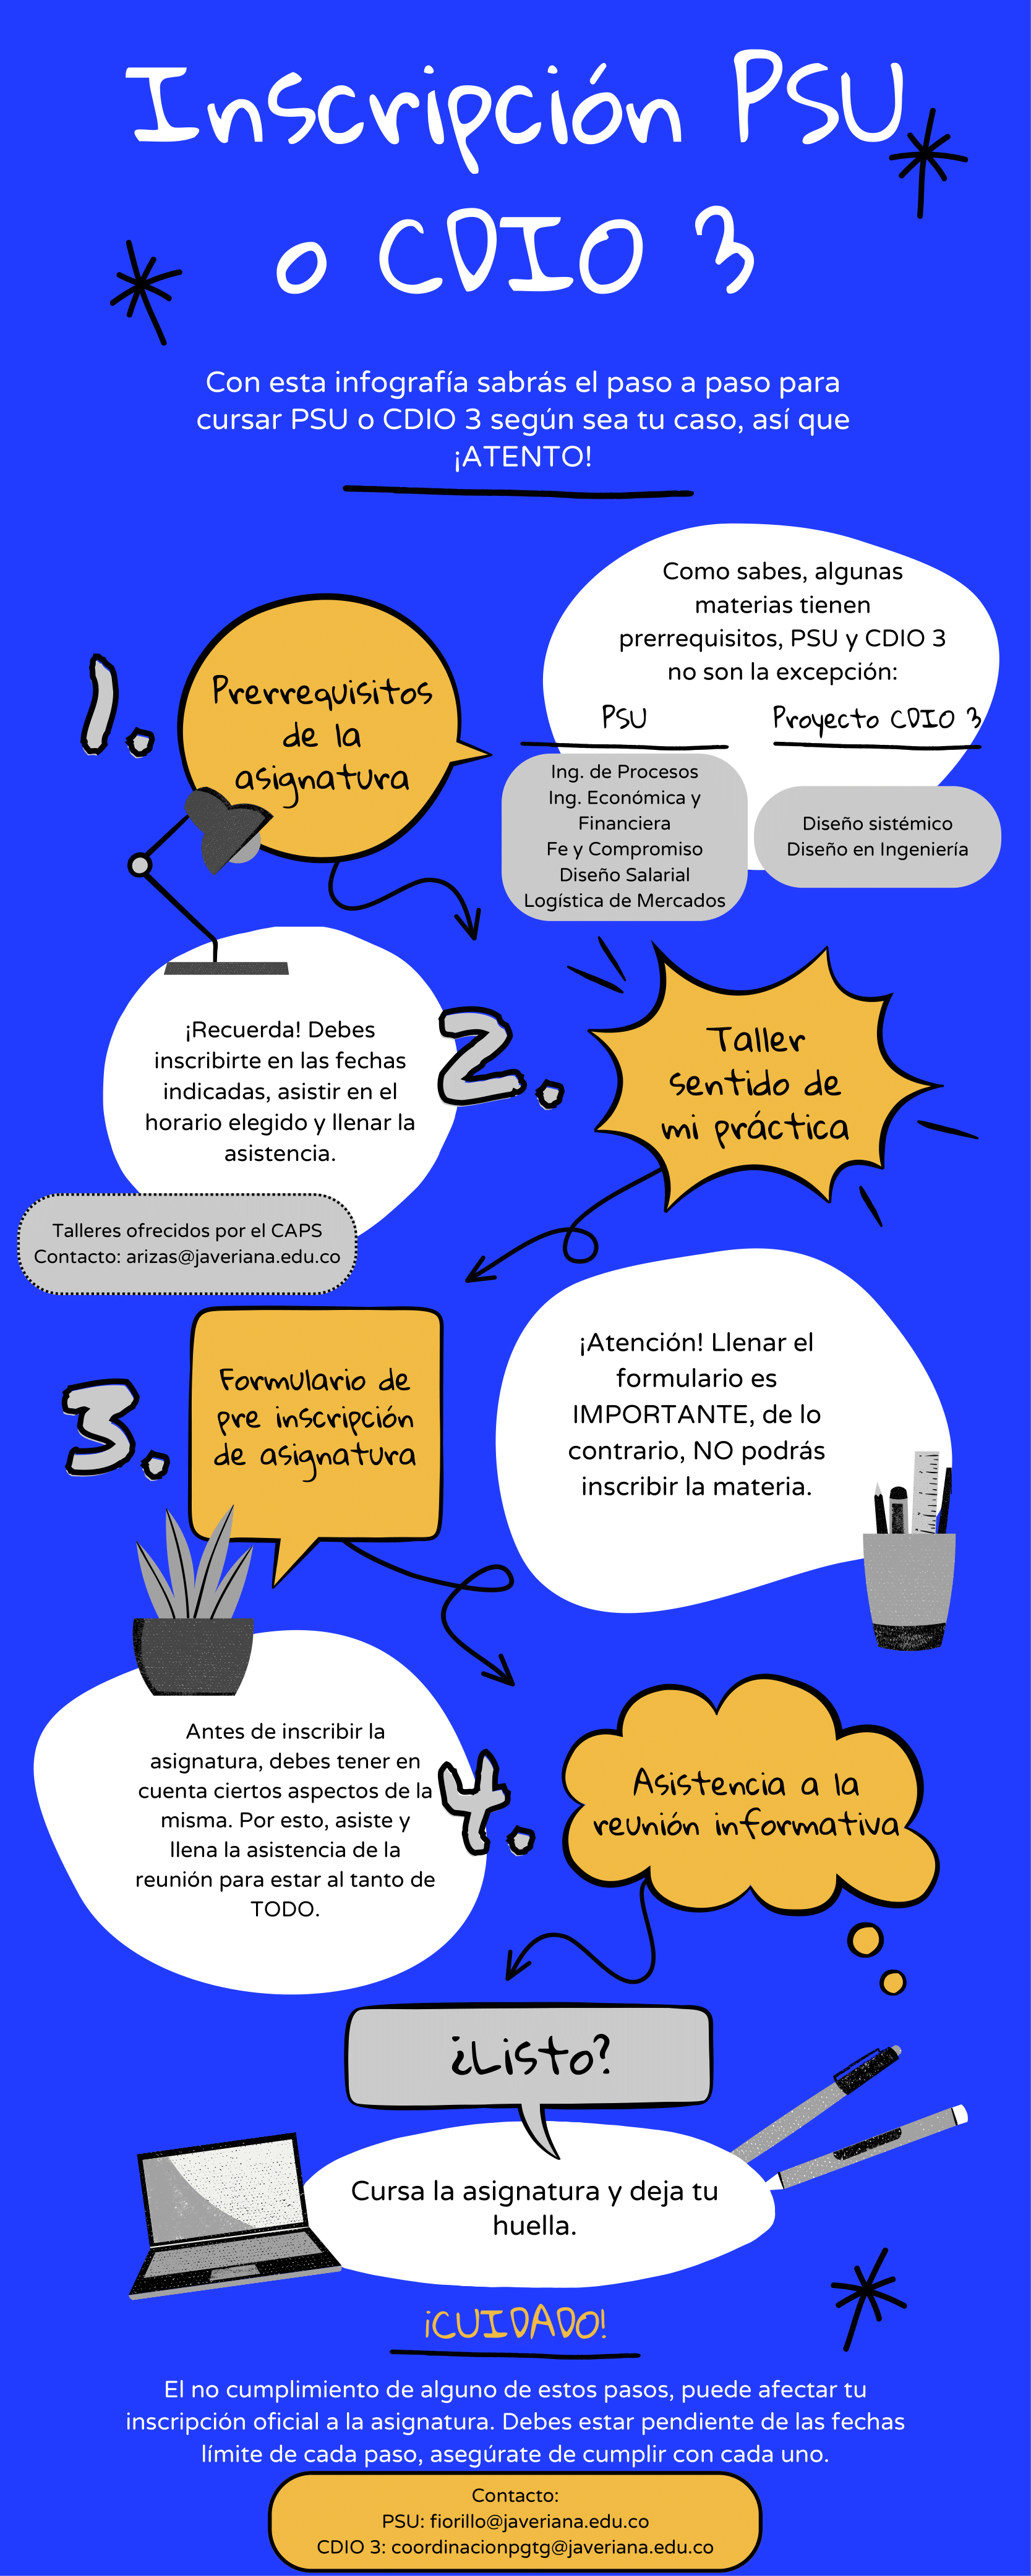 Inscripción PSU
o CDIO 3
Con esta infografía sabrás el paso a paso para
cursar PSU o CDIO 3 según sea tu caso, así que
¡ATENTO!
1.
Prerrequisitos
de la
asignatura
Como sabes, algunas
materias tienen
prerrequisitos, PSU y CDIO 3
no son la excepción:
PSU
Ing. de Procesos
Ing. Económica y
Financiera
Fe y Compromiso
Diseño Salarial
Logística de Mercados
Proyecto CDIO 3
Diseño sistémico
Diseño en Ingeniería
2.
Taller
sentido de
mi práctica
¡Recuerda! Debes
inscribirte en las fechas
indicadas, asistir en el
horario elegido y llenar la
asistencia.
Talleres ofrecidos por el CAPS
Contacto: arizas@javeriana.edu.co
3.
Formulario de
pre inscripción
de asignatura
¡Atención! Llenar el
formulario es
IMPORTANTE, de lo
contrario, NO podrás
inscribir la materia.
4.
Asistencia a la
reunión informativa
Antes de inscribir la
asignatura, debes tener en
cuenta ciertos aspectos de la
misma. Por esto, asiste y
llena la asistencia de la
reunión para estar al tanto de
TODO.
¿Listo?
Cursa la asignatura y deja tu
huella.
¡CUIDADO!
El no cumplimiento de alguno de estos pasos, puede afectar tu
inscripción oficial a la asignatura. Debes estar pendiente de las fechas
límite de cada paso, asegúrate de cumplir con cada uno.
Contacto:
PSU: fiorillo@javeriana.edu.co
CDIO 3: coordinacionpgtg@javeriana.edu.co